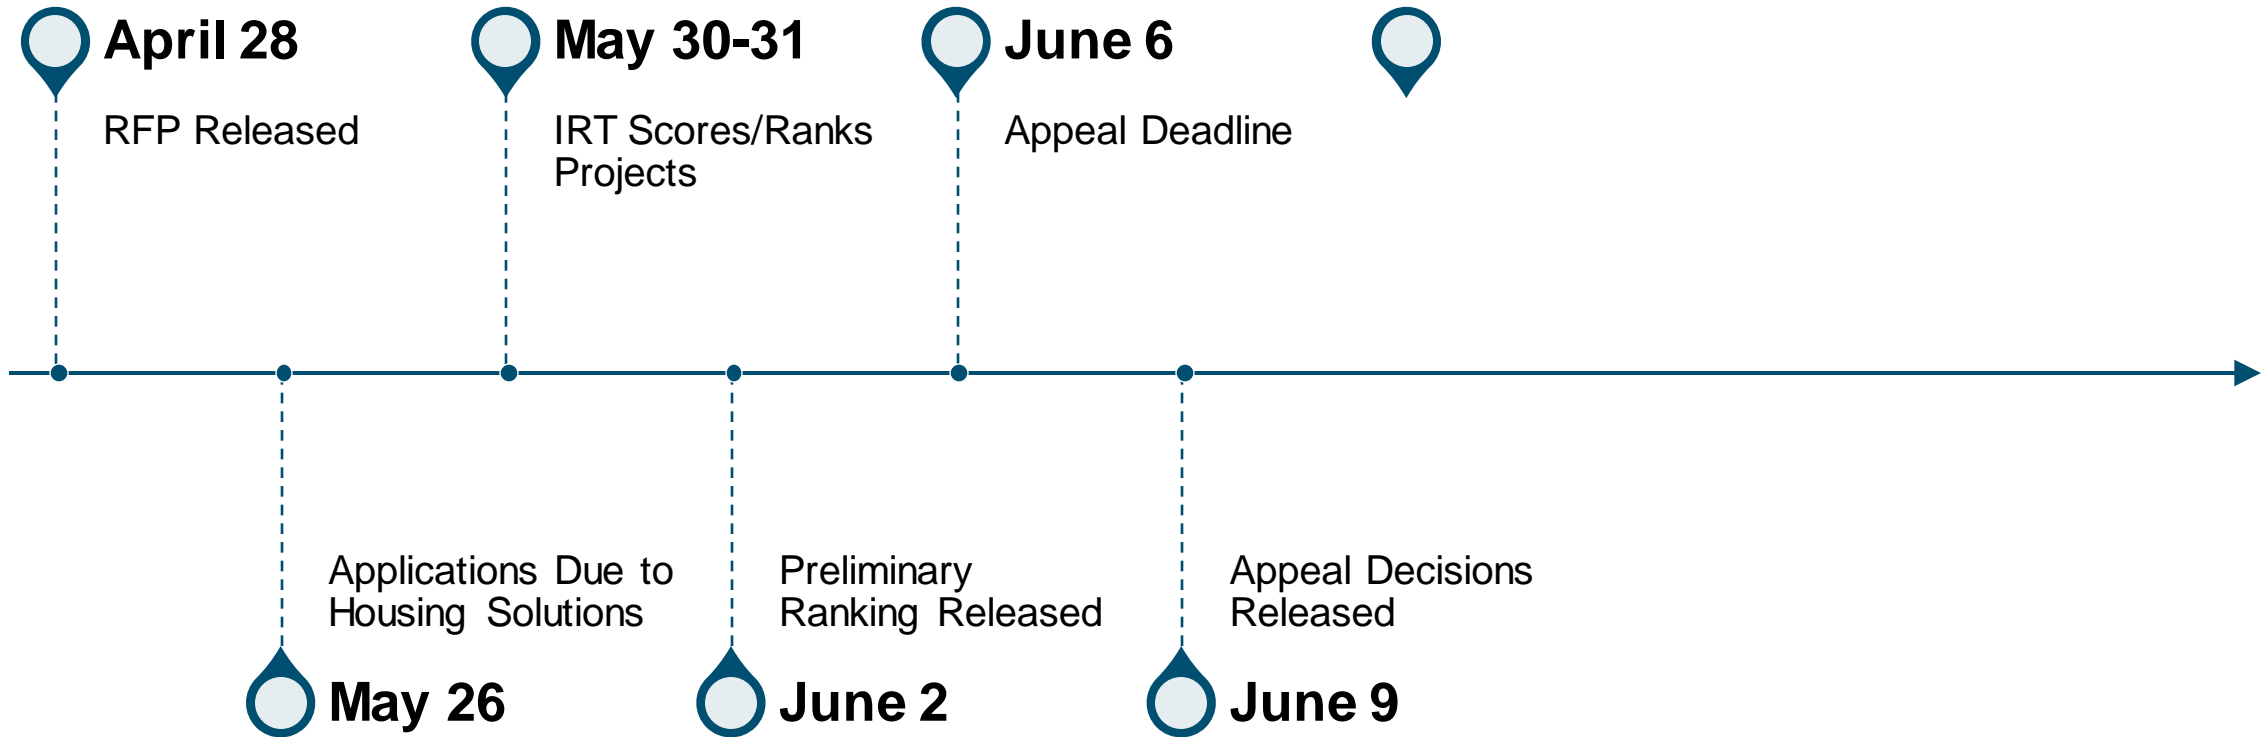 April 28
RFP Released
May 30-31
IRT Scores/Ranks
Projects
June 6
Appeal Deadline
Applications Due to
Housing Solutions
May 26
Preliminary
Ranking Released
June 2
Appeal Decisions
Released
June 9